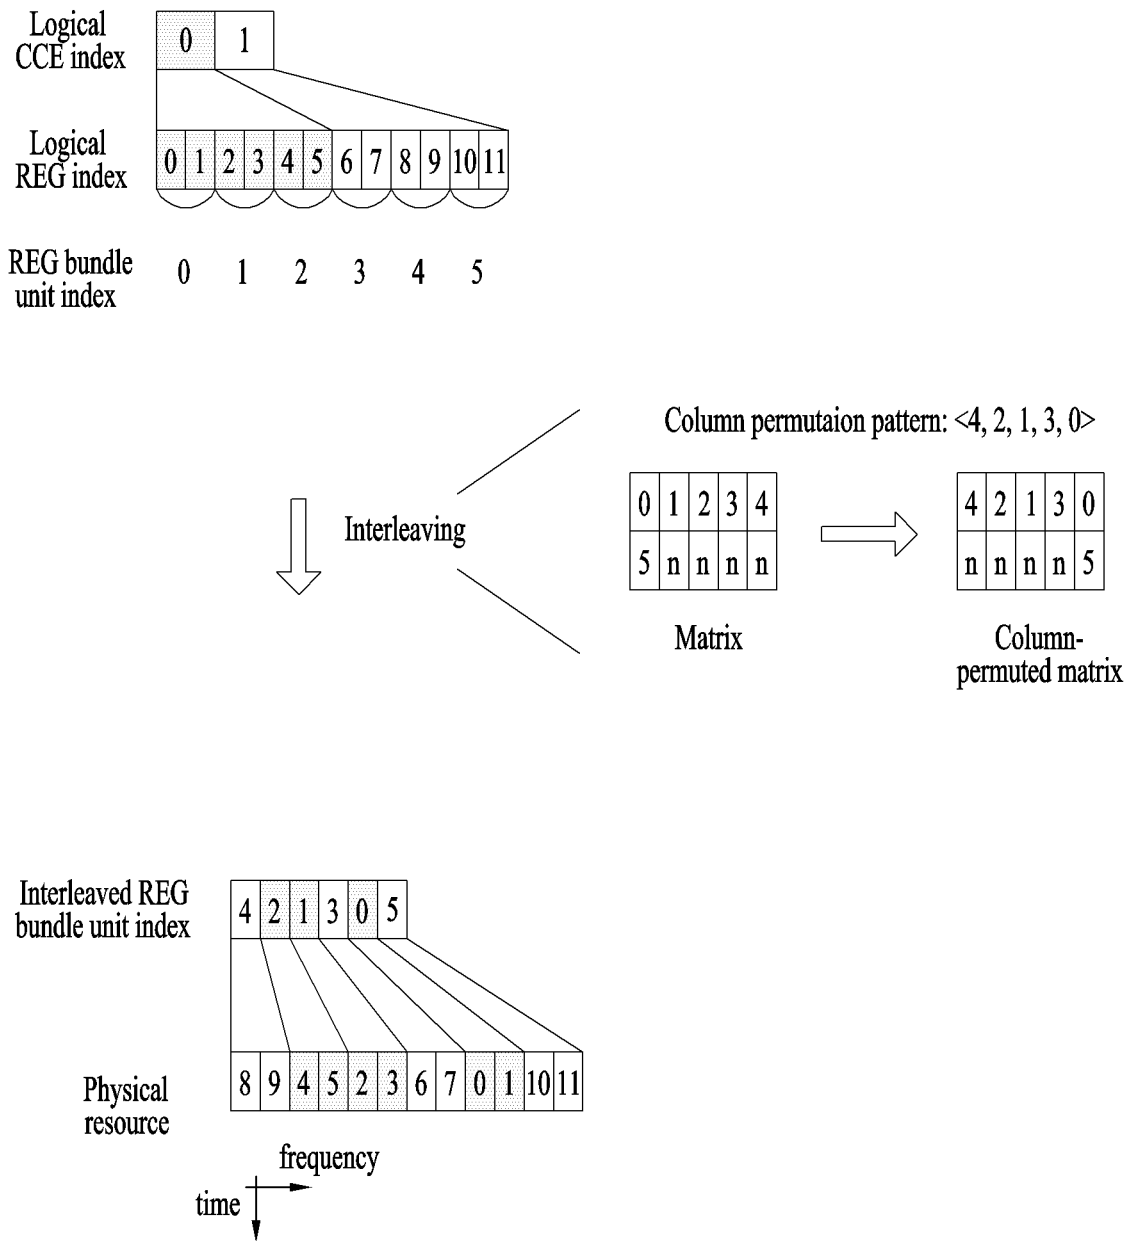 Logical
CCE index
0 1
Logical
REG index
0 1 2 3 4 5 6 7 8 9 10 11
REG bundle
unit index
0 1 2 3 4 5
Column permutaion pattern: <4, 2, 1, 3, 0>
Interleaving
0 1 2 3 4
5 n n n n
Matrix
4 2 1 3 0
n n n n 5
Column-
permuted matrix
Interleaved REG
bundle unit index
4 2 1 3 0 5
Physical
resource
8 9 4 5 2 3 6 7 0 1 10 11
frequency
time